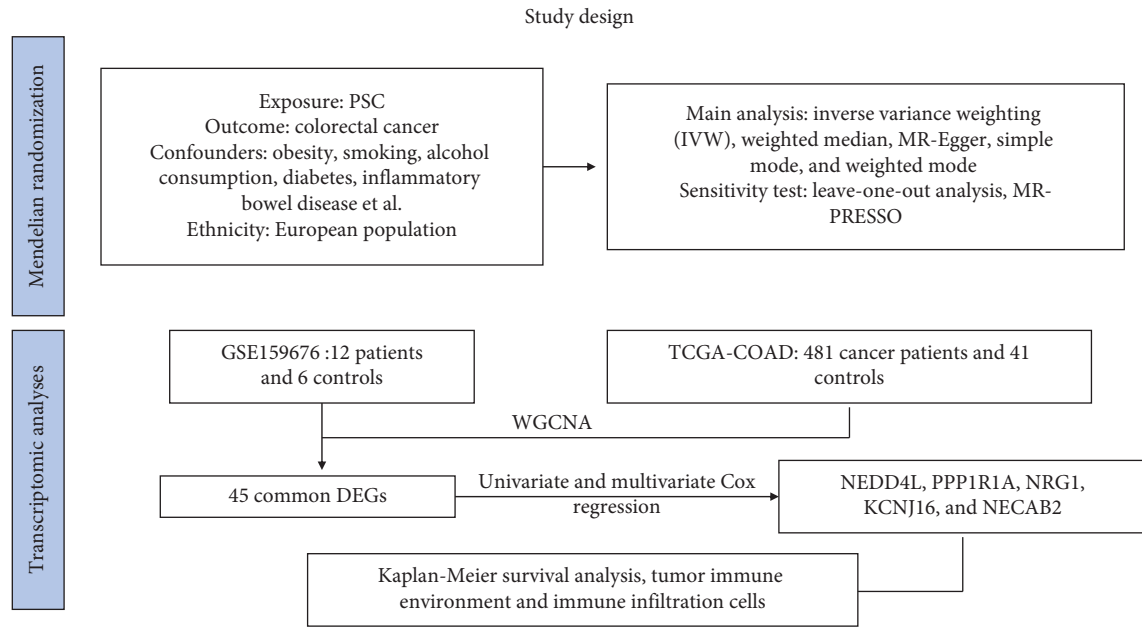 Study design
Mendelian randomization
Exposure: PSC
Outcome: colorectal cancer
Confounders: obesity, smoking, alcohol
consumption, diabetes, inflammatory
bowel disease et al.
Ethnicity: European population
Main analysis: inverse variance weighting
(IVW), weighted median, MR-Egger, simple
mode, and weighted mode
Sensitivity test: leave-one-out analysis, MR-
PRESSO
Transcriptomic analyses
GSE159676 :12 patients
and 6 controls
TCGA-COAD: 481 cancer patients and 41
controls
WGCNA
45 common DEGs
Univariate and multivariate Cox
regression
NEDD4L, PPP1R1A, NRG1,
KCNJ16, and NECAB2
Kaplan-Meier survival analysis, tumor immune
environment and immune infiltration cells